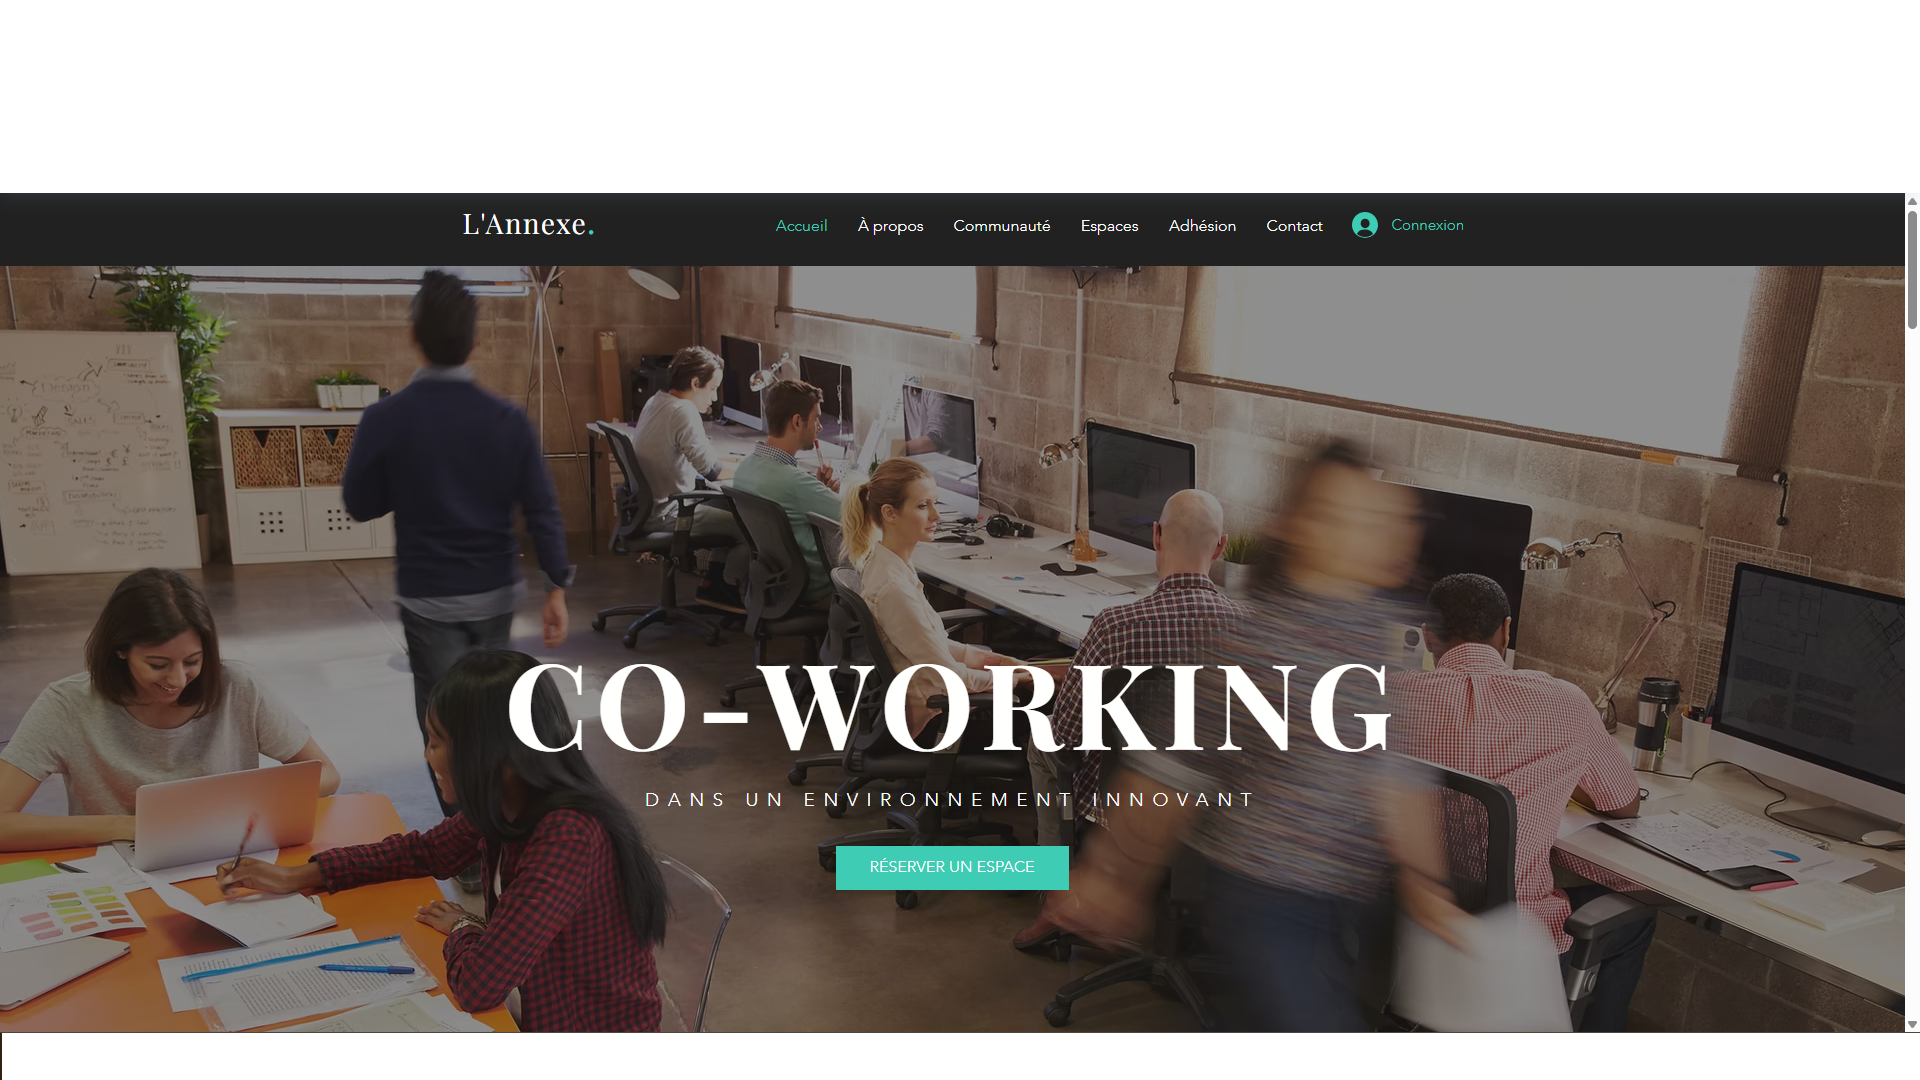 L'Annexe.
Accueil À propos Communauté Espaces Adhésion Contact Connexion
CO-WORKING
DANS UN ENVIRONNEMENT INNOVANT
RÉSERVER UN ESPACE